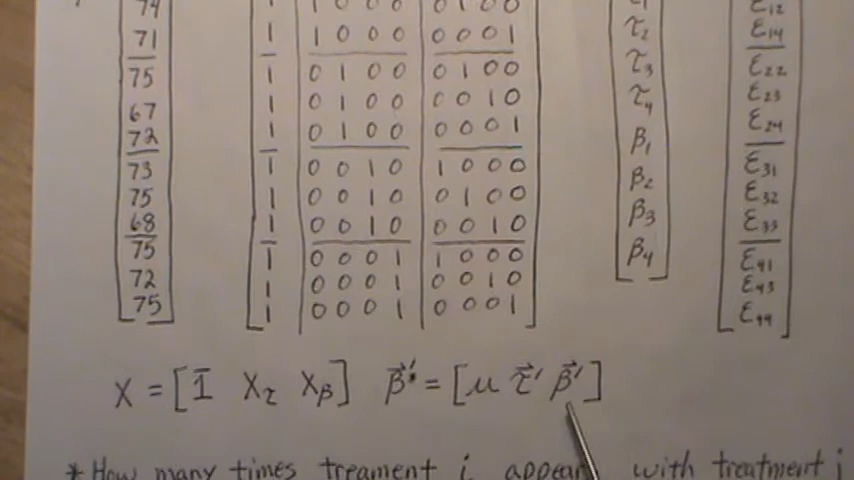 74 1 1 0 0 0 0 1 0 0 ε12
71 1 1 0 0 0 0 0 0 1 τ2 ε14
75 1 0 1 0 0 0 1 0 0 τ3 ε22
67 1 0 1 0 0 0 0 1 0 τ4 ε23
72 1 0 1 0 0 0 0 0 1 β1 ε24
73 1 0 0 1 0 1 0 0 0 β2 ε31
75 1 0 0 1 0 0 1 0 0 β3 ε32
68 1 0 0 1 0 0 0 1 0 β4 ε33
75 1 0 0 0 1 1 0 0 0 ε41
72 1 0 0 0 1 0 0 1 0 ε43
75 1 0 0 0 1 0 0 0 1 ε44
X = [1⃗ Xτ Xβ] β⃗' = [μ τ⃗' β⃗']
* How many times treament i appear with treatment j